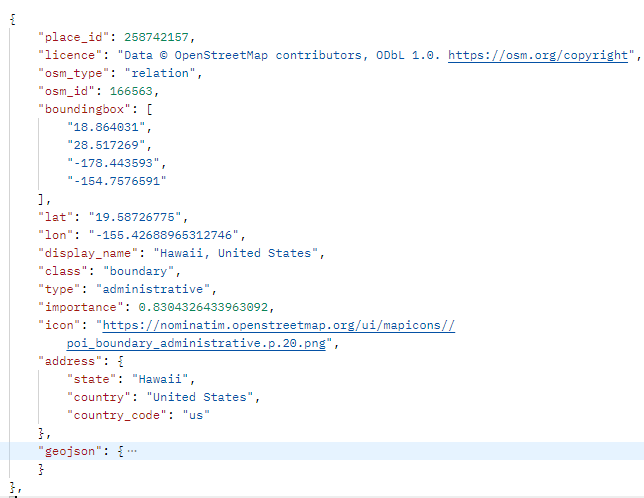 {
"place_id": 258742157,
"licence": "Data © OpenStreetMap contributors, ODbL 1.0. https://osm.org/copyright",
"osm_type": "relation",
"osm_id": 166563,
"boundingbox": [
"18.864031",
"28.517269",
"-178.443593",
"-154.7576591"
],
"lat": "19.58726775",
"lon": "-155.42688965312746",
"display_name": "Hawaii, United States",
"class": "boundary",
"type": "administrative",
"importance": 0.8304326433963092,
"icon": "https://nominatim.openstreetmap.org/ui/mapicons//
poi_boundary_administrative.p.20.png",
"address": {
"state": "Hawaii",
"country": "United States",
"country_code": "us"
},
"geojson": {⋯
}
},